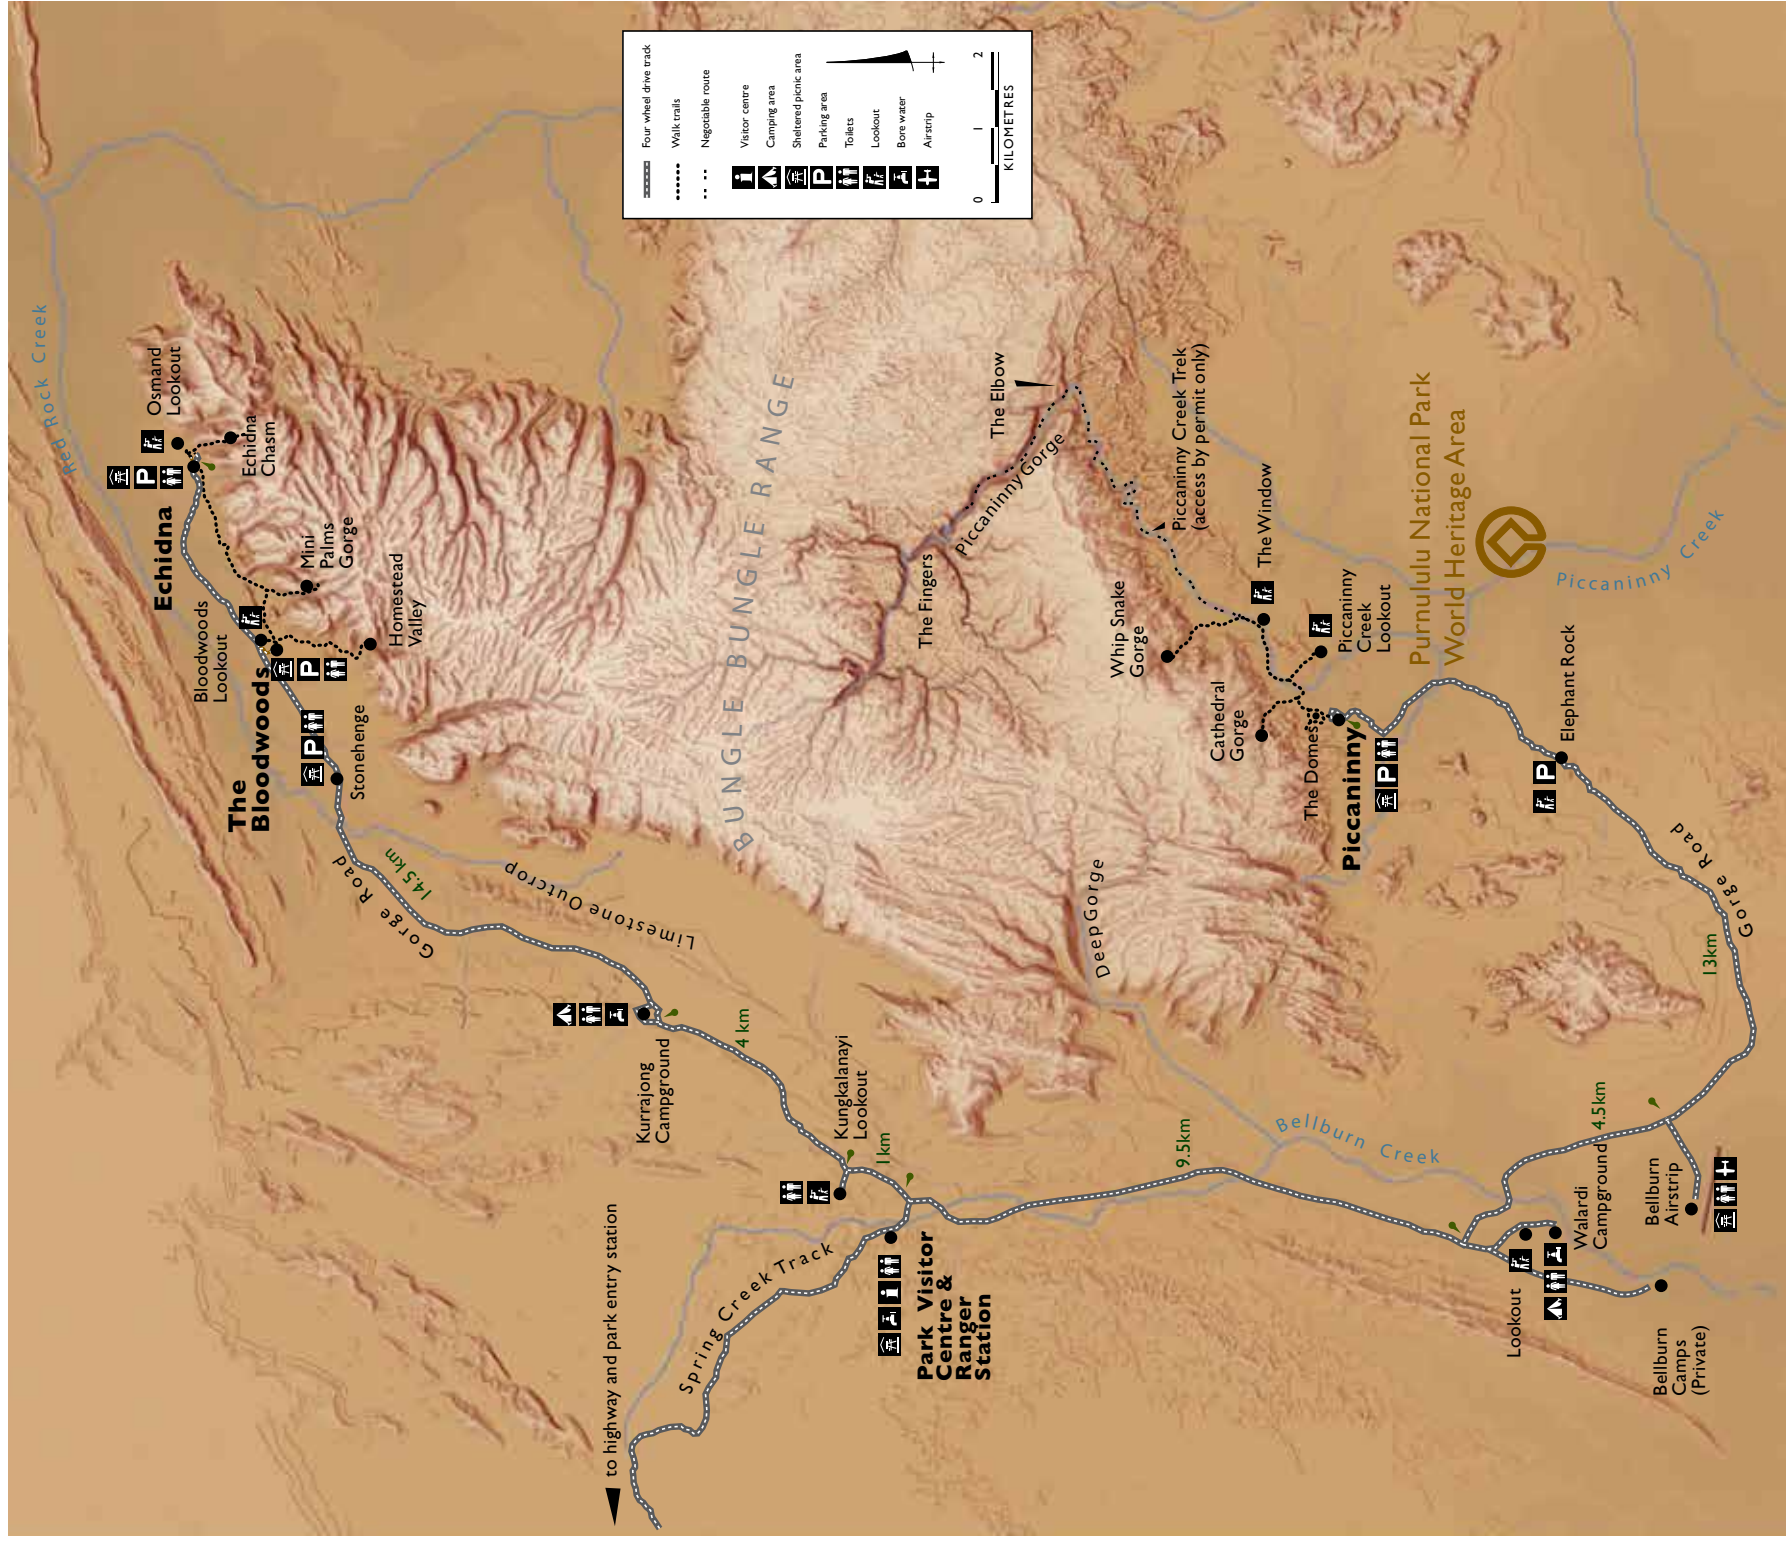 Four wheel drive track
Walk trails
Negotiable route
Visitor centre
Camping area
Sheltered picnic area
Parking area
Toilets
Lookout
Bore water
Airstrip
0 1 2
KILOMETRES
Red Rock Creek
Osmand
Lookout
Echidna
Chasm
Echidna
Mini
Palms
Gorge
Homestead
Valley
Bloodwoods
Lookout
The
Bloodwoods
P
P
P
Stonehenge
Gorge Road
14.5 km
Limestone Outcrop
BUNGLE BUNGLE RANGE
The Elbow
Piccaninny Gorge
The Fingers
Piccaninny Creek Trek
(access by permit only)
The Window
Whip Snake
Gorge
Piccaninny
Creek
Lookout
Cathedral
Gorge
The Domes
Piccaninny
P
Purnululu National Park
World Heritage Area
Piccaninny Creek
Elephant Rock
P
Gorge Road
13km
Deep Gorge
Kurrajong
Campground
4 km
Kungkalanayi
Lookout
1km
9.5km
Bellburn Creek
4.5km
Walardi
Campground
Bellburn
Airstrip
Lookout
Bellburn
Camps
(Private)
Park Visitor
Centre &
Ranger
Station
Spring Creek Track
to highway and park entry station